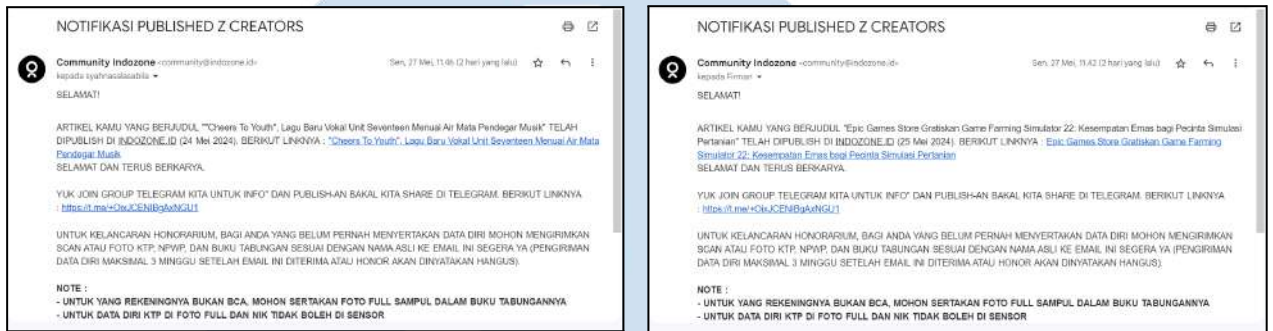 NOTIFIKASI PUBLISHED Z CREATORS
Community Indozone <community@indozone.id>
Sen, 27 Mei, 11.46 (2 hari yang lalu)
kepada syahnasalsabila
SELAMAT!
ARTIKEL KAMU YANG BERJUDUL ""Cheers To Youth", Lagu Baru Vokal Unit Seventeen Menuai Air Mata Pendegar Musik" TELAH
DIPUBLISH DI INDOZONE.ID (24 Mei 2024). BERIKUT LINKNYA : "Cheers To Youth", Lagu Baru Vokal Unit Seventeen Menuai Air Mata
Pendegar Musik
SELAMAT DAN TERUS BERKARYA.
YUK JOIN GROUP TELEGRAM KITA UNTUK INFO" DAN PUBLISH-AN BAKAL KITA SHARE DI TELEGRAM. BERIKUT LINKNYA
: https://t.me/+OixJCENIBgAxNGU1
UNTUK KELANCARAN HONORARIUM, BAGI ANDA YANG BELUM PERNAH MENYERTAKAN DATA DIRI MOHON MENGIRIMKAN
SCAN ATAU FOTO KTP, NPWP, DAN BUKU TABUNGAN SESUAI DENGAN NAMA ASLI KE EMAIL INI SEGERA YA (PENGIRIMAN
DATA DIRI MAKSIMAL 3 MINGGU SETELAH EMAIL INI DITERIMA ATAU HONOR AKAN DINYATAKAN HANGUS).
NOTE :
- UNTUK YANG REKENINGNYA BUKAN BCA, MOHON SERTAKAN FOTO FULL SAMPUL DALAM BUKU TABUNGANNYA
- UNTUK DATA DIRI KTP DI FOTO FULL DAN NIK TIDAK BOLEH DI SENSOR
NOTIFIKASI PUBLISHED Z CREATORS
Community Indozone <community@indozone.id>
Sen, 27 Mei, 11.42 (2 hari yang lalu)
kepada Firman
SELAMAT!
ARTIKEL KAMU YANG BERJUDUL "Epic Games Store Gratiskan Game Farming Simulator 22: Kesempatan Emas bagi Pecinta Simulasi
Pertanian" TELAH DIPUBLISH DI INDOZONE.ID (25 Mei 2024). BERIKUT LINKNYA : Epic Games Store Gratiskan Game Farming
Simulator 22: Kesempatan Emas bagi Pecinta Simulasi Pertanian
SELAMAT DAN TERUS BERKARYA.
YUK JOIN GROUP TELEGRAM KITA UNTUK INFO" DAN PUBLISH-AN BAKAL KITA SHARE DI TELEGRAM. BERIKUT LINKNYA
: https://t.me/+OixJCENIBgAxNGU1
UNTUK KELANCARAN HONORARIUM, BAGI ANDA YANG BELUM PERNAH MENYERTAKAN DATA DIRI MOHON MENGIRIMKAN
SCAN ATAU FOTO KTP, NPWP, DAN BUKU TABUNGAN SESUAI DENGAN NAMA ASLI KE EMAIL INI SEGERA YA (PENGIRIMAN
DATA DIRI MAKSIMAL 3 MINGGU SETELAH EMAIL INI DITERIMA ATAU HONOR AKAN DINYATAKAN HANGUS).
NOTE :
- UNTUK YANG REKENINGNYA BUKAN BCA, MOHON SERTAKAN FOTO FULL SAMPUL DALAM BUKU TABUNGANNYA
- UNTUK DATA DIRI KTP DI FOTO FULL DAN NIK TIDAK BOLEH DI SENSOR